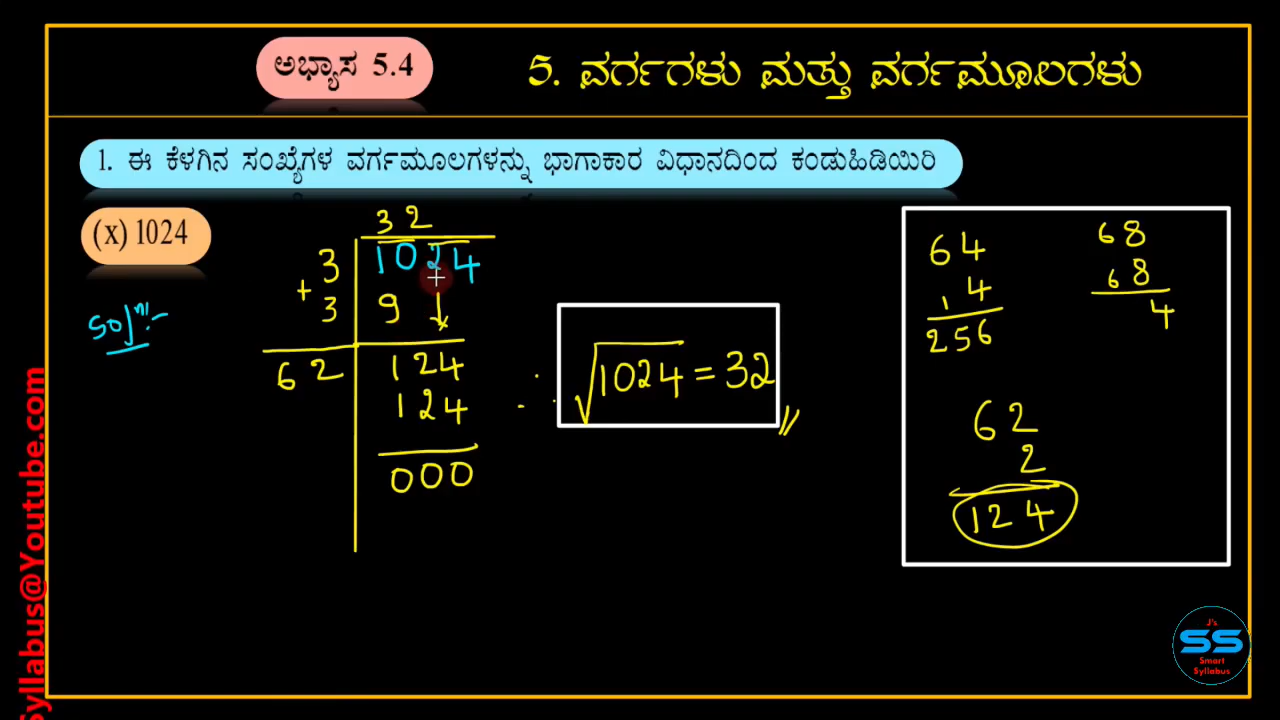 ಅಭ್ಯಾಸ 5.4
5. ವರ್ಗಗಳು ಮತ್ತು ವರ್ಗಮೂಲಗಳು
1. ಈ ಕೆಳಗಿನ ಸಂಖ್ಯೆಗಳ ವರ್ಗಮೂಲಗಳನ್ನು ಭಾಗಾಕಾರ ವಿಧಾನದಿಂದ ಕಂಡುಹಿಡಿಯಿರಿ
(x) 1024
Solⁿ:-
32
3 1024
+3 9
62 124
124
000
∴ √1024 = 32
64
14
256
68
68
4
62
2
124
Syllabus@Youtube.com
J's
SS
Smart
Syllabus